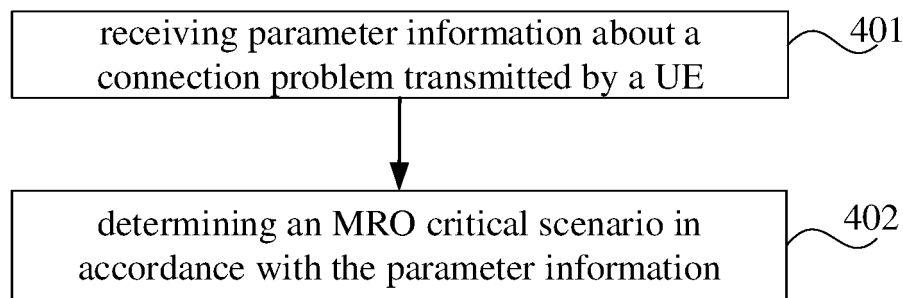 receiving parameter information about a
connection problem transmitted by a UE
401
determining an MRO critical scenario in
accordance with the parameter information
402